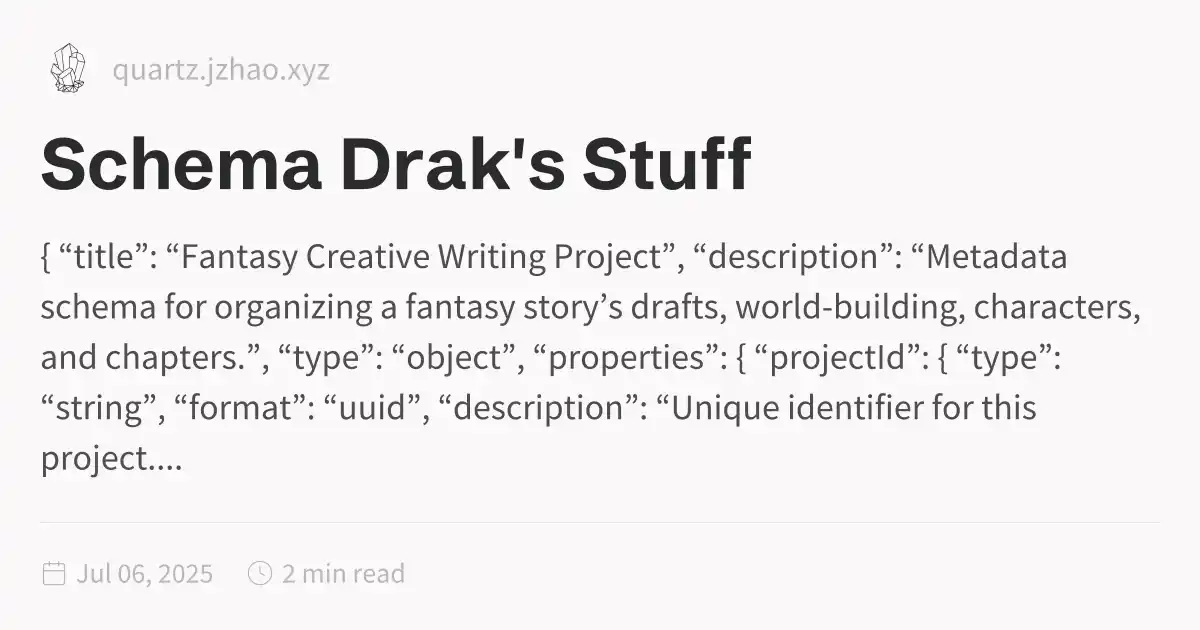 quartz.jzhao.xyz
Schema Drak's Stuff
{ “title”: “Fantasy Creative Writing Project”, “description”: “Metadata
schema for organizing a fantasy story’s drafts, world-building, characters,
and chapters.”, “type”: “object”, “properties”: { “projectId”: { “type”:
“string”, “format”: “uuid”, “description”: “Unique identifier for this
project....
Jul 06, 2025 2 min read